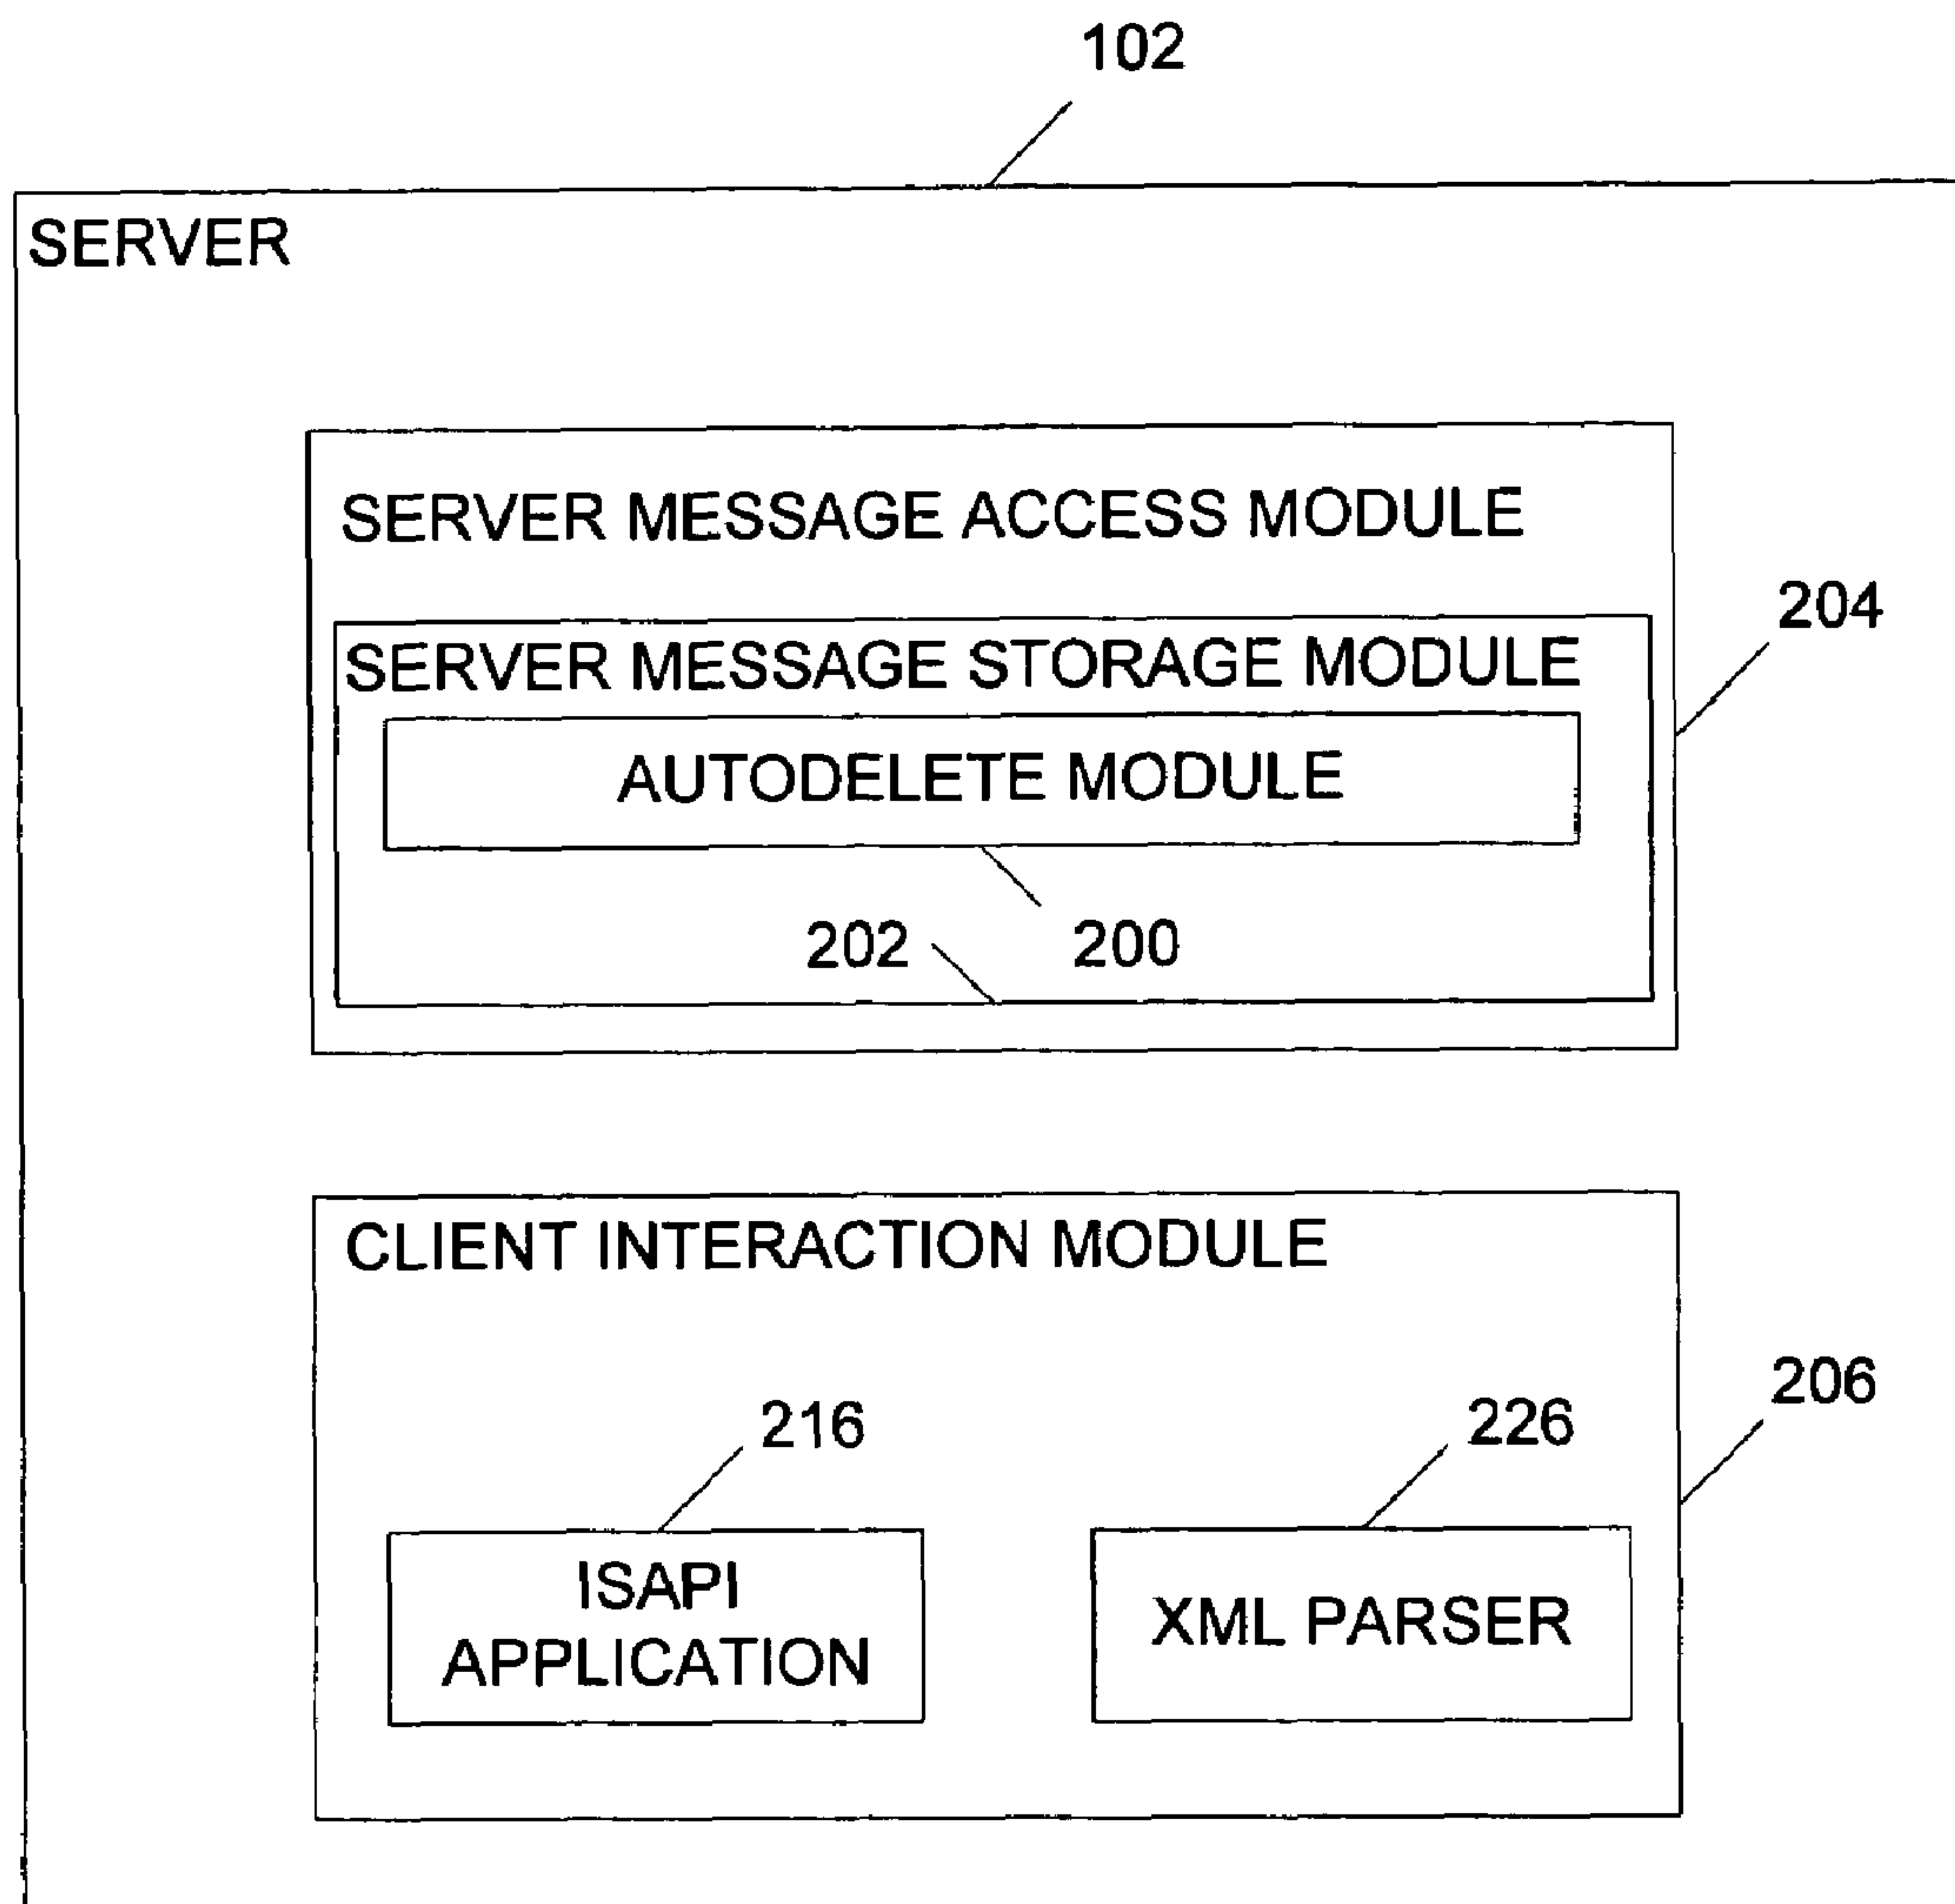 102
SERVER
SERVER MESSAGE ACCESS MODULE
204
SERVER MESSAGE STORAGE MODULE
AUTODELETE MODULE
202
200
CLIENT INTERACTION MODULE
206
216
226
ISAPI
APPLICATION
XML PARSER